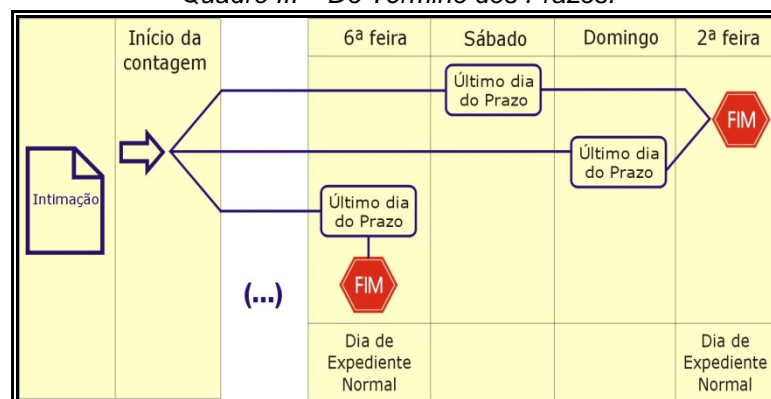 Quadro III – Do Término dos Prazos.
Início da
contagem
6ª feira
Sábado
Domingo
2ª feira
Último dia
do Prazo
FIM
Último dia
do Prazo
Intimação
Último dia
do Prazo
FIM
(...)
Dia de
Expediente
Normal
Dia de
Expediente
Normal